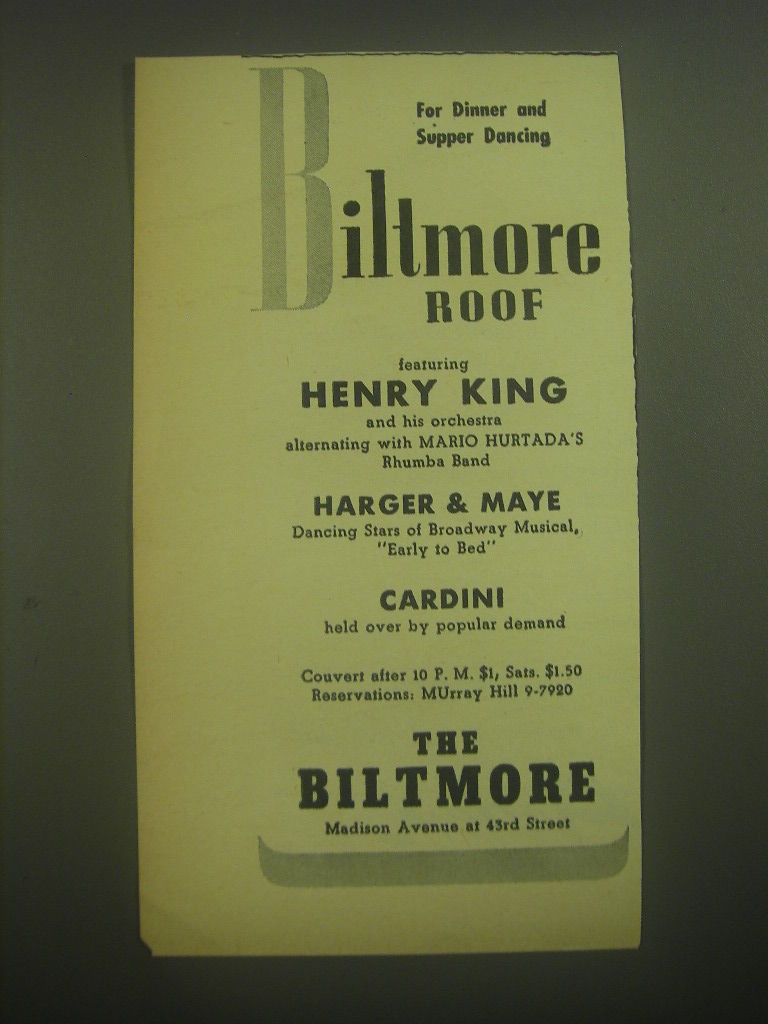 For Dinner and
Supper Dancing
Biltmore
ROOF
featuring
HENRY KING
and his orchestra
alternating with MARIO HURTADA'S
Rhumba Band
HARGER & MAYE
Dancing Stars of Broadway Musical,
"Early to Bed"
CARDINI
held over by popular demand
Couvert after 10 P. M. $1, Sats. $1.50
Reservations: MUrray Hill 9-7920
THE
BILTMORE
Madison Avenue at 43rd Street